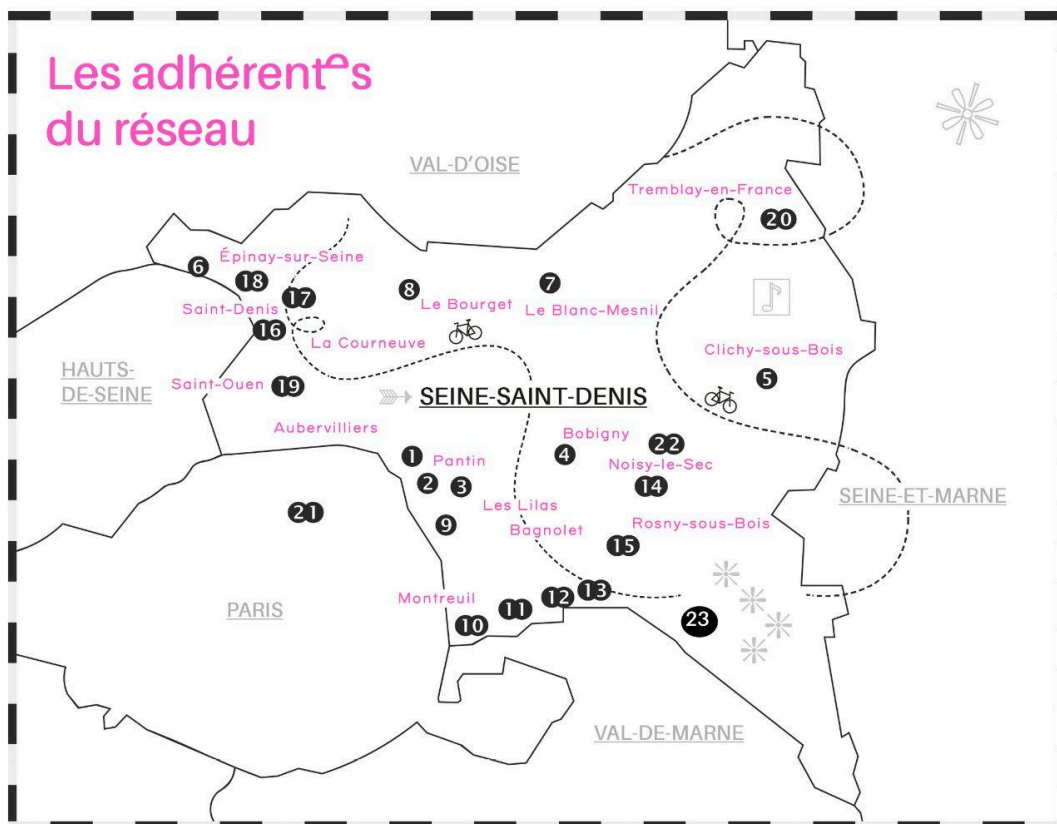 Les adhérent·e·s
du réseau
VAL-D'OISE
Tremblay-en-France
20
6
Épinay-sur-Seine
18
17
8
7
Le Bourget
Le Blanc-Mesnil
Saint-Denis
16
La Courneuve
Clichy-sous-Bois
5
HAUTS-
DE-SEINE
Saint-Ouen
19
SEINE-SAINT-DENIS
Aubervilliers
Bobigny
22
1
Pantin
4
Noisy-le-Sec
2
3
14
SEINE-ET-MARNE
Les Lilas
21
9
Bagnolet
Rosny-sous-Bois
15
Montreuil
13
12
11
10
PARIS
23
VAL-DE-MARNE